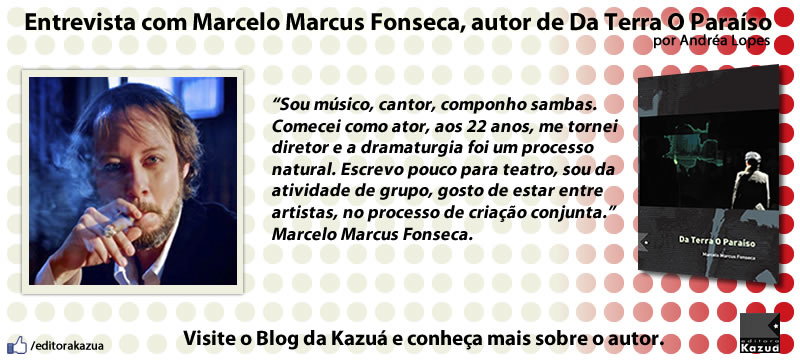 Entrevista com Marcelo Marcus Fonseca, autor de Da Terra O Paraíso
por Andréa Lopes
“Sou músico, cantor, componho sambas.
Comecei como ator, aos 22 anos, me tornei
diretor e a dramaturgia foi um processo
natural. Escrevo pouco para teatro, sou da
atividade de grupo, gosto de estar entre
artistas, no processo de criação conjunta.”
Marcelo Marcus Fonseca.
Da Terra O Paraíso
Marcelo Marcus Fonseca
/editorakazua
Visite o Blog da Kazuá e conheça mais sobre o autor.
editora
Kazuá